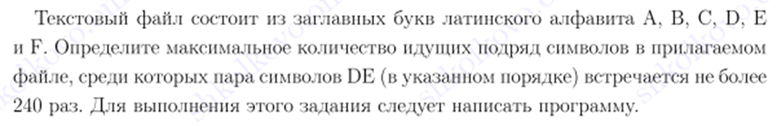 Текстовый файл состоит из заглавных букв латинского алфавита A, B, C, D, E
и F. Определите максимальное количество идущих подряд символов в прилагаемом
файле, среди которых пара символов DE (в указанном порядке) встречается не более
240 раз. Для выполнения этого задания следует написать программу.